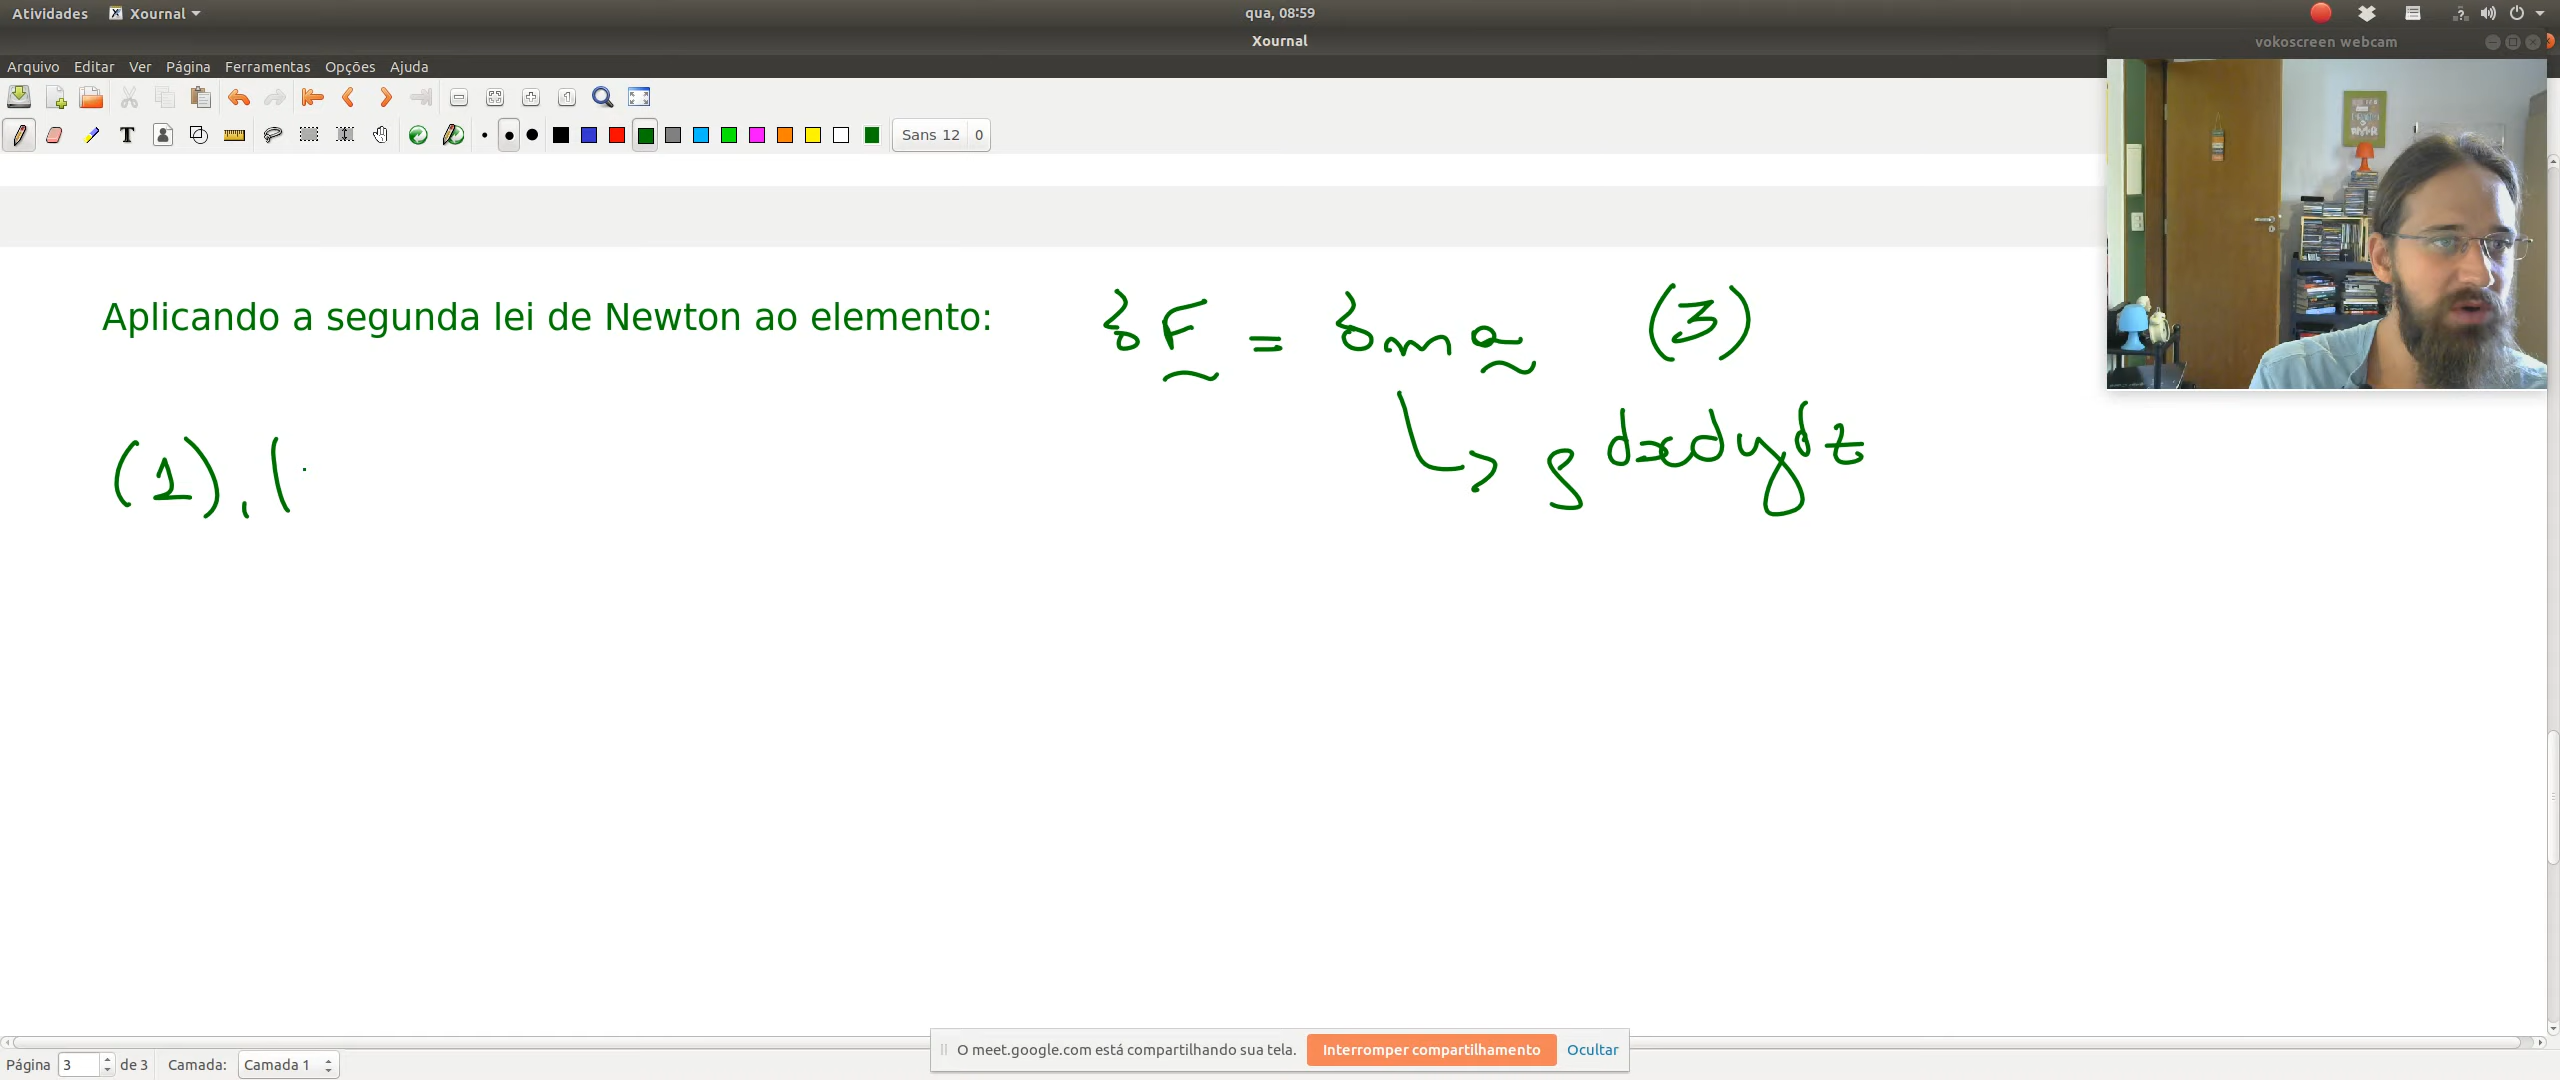 Atividades Xournal qua, 08:59
Xournal
vokoscreen webcam
Arquivo Editar Ver Página Ferramentas Opções Ajuda
Sans 12 0
Aplicando a segunda lei de Newton ao elemento: δF = δma (3)
(1), ( ↳ ρ dxdydz
O meet.google.com está compartilhando sua tela. Interromper compartilhamento Ocultar
Página 3 de 3 Camada: Camada 1